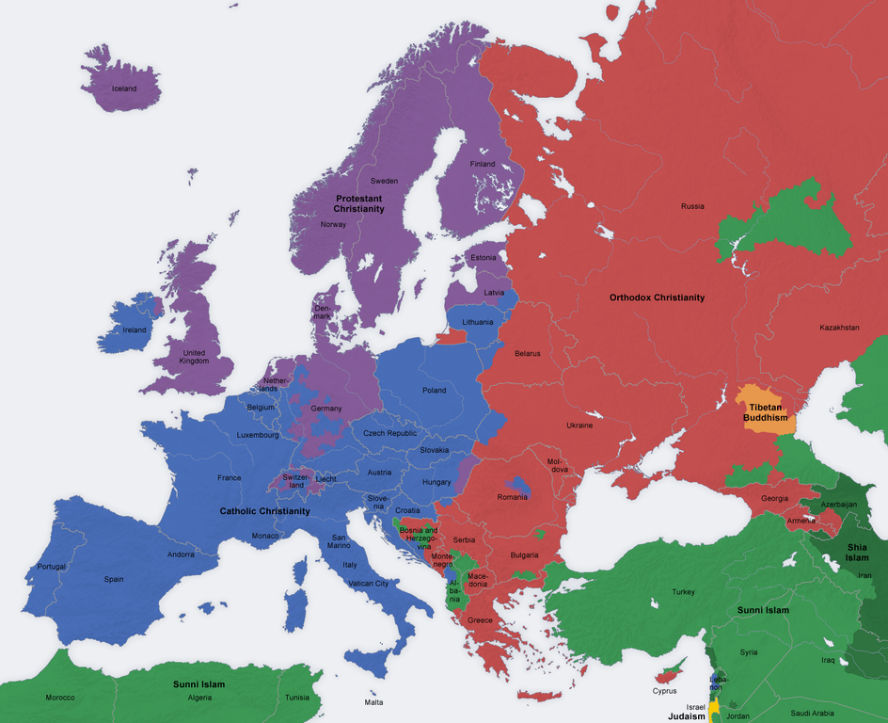 Iceland
Finland
Sweden
Protestant
Christianity
Russia
Norway
Estonia
Latvia
Orthodox Christianity
Den-
mark
Lithuania
Ireland
Kazakhstan
United
Kingdom
Belarus
Nether-
lands
Poland
Belgium
Germany
Tibetan
Buddhism
Ukraine
Luxembourg
Czech Republic
Slovakia
Mol-
dova
Austria
France
Switzer-
land
Liecht.
Hungary
Romania
Slove-
nia
Georgia
Azerbaijan
Catholic Christianity
Croatia
Armenia
Bosnia and
Herzego-
vina
Monaco
San
Marino
Serbia
Shia
Islam
Andorra
Monte-
negro
Bulgaria
Portugal
Spain
Italy
Vatican City
Al-
ba-
nia
Mace-
donia
Iran
Turkey
Sunni Islam
Greece
Syria
Iraq
Sunni Islam
Leba-
non
Cyprus
Morocco
Algeria
Tunisia
Malta
Israel
Judaism
Jordan
Saudi Arabia